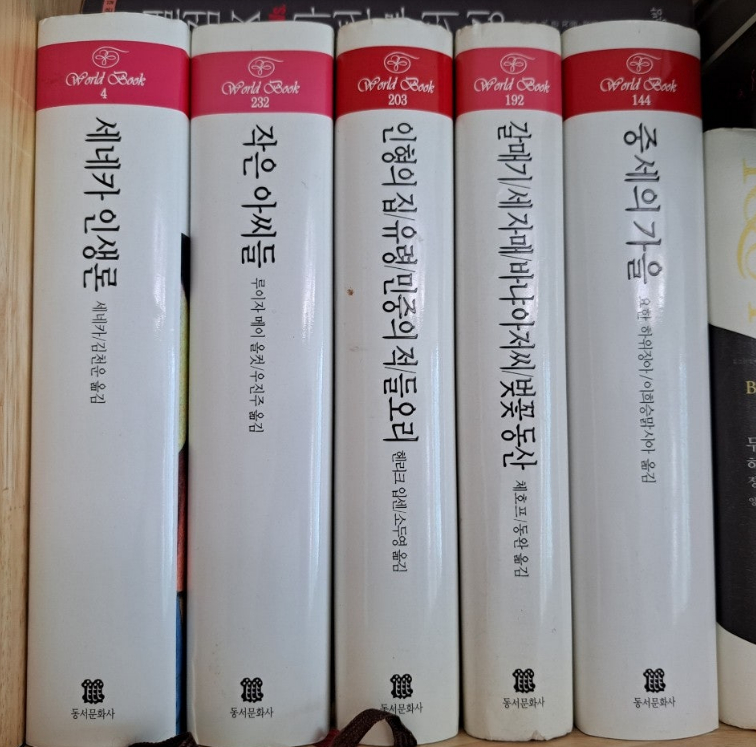 World Book
4
세네카 인생론
세네카/김천운 옮김
동서문화사
World Book
232
작은 아씨들
루이자 메이 올컷/우진주 옮김
동서문화사
World Book
203
인형의 집/유령/민중의 적/들오리
헨리크 입센/소두영 옮김
동서문화사
World Book
192
갈매기/세 자매/바냐아저씨/벚꽃동산
체호프/동완 옮김
동서문화사
World Book
144
중세의 가을
요한 하위징아/이희승맑시아 옮김
동서문화사